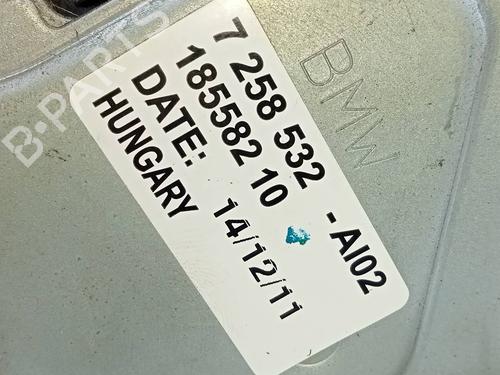 7 258 532 - AI02
185582 10
DATE: 14/12/11
HUNGARY
BMW
B-PARTS